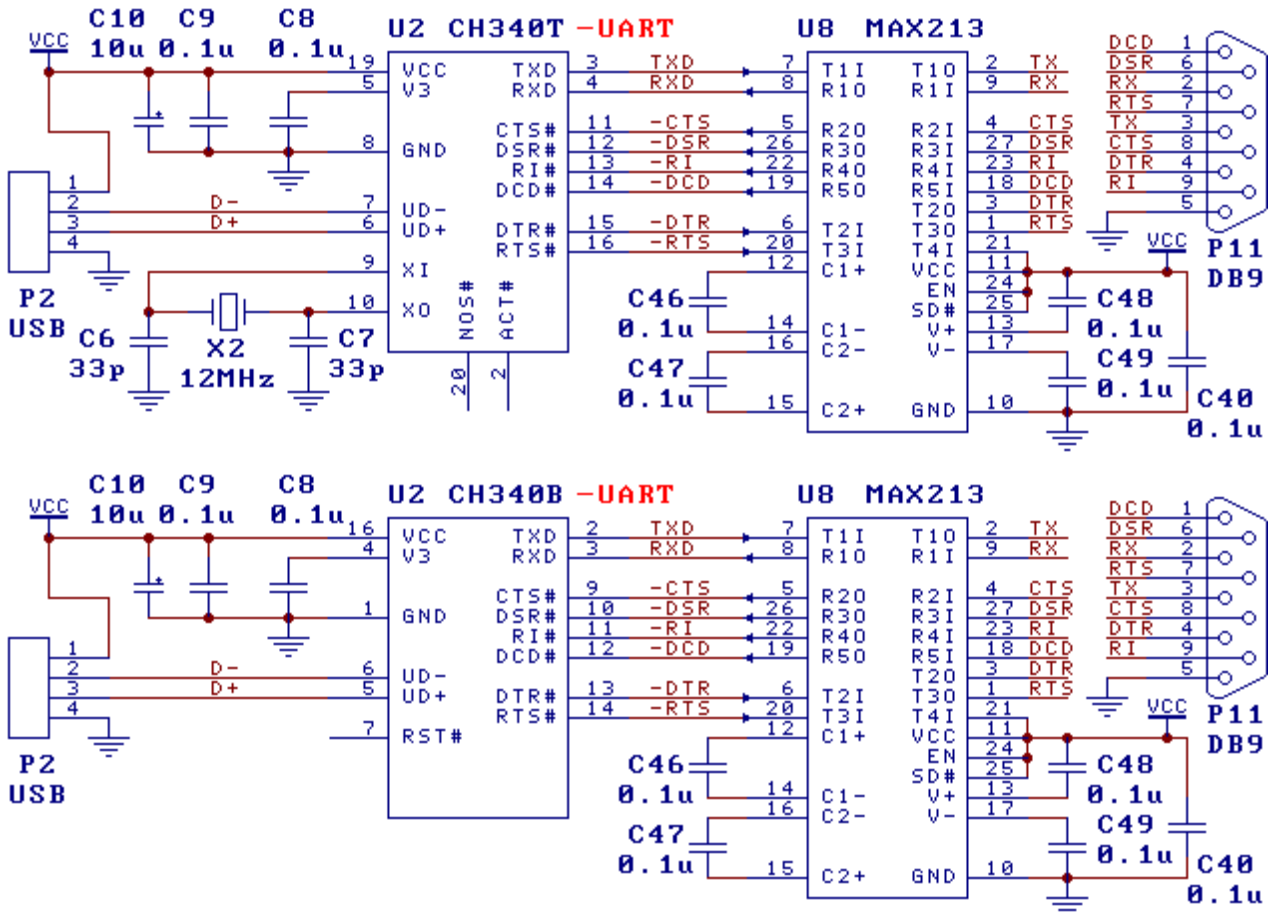 C10 C9 C8 U2 CH340T -UART U8 MAX213
VCC 10u 0.1u 0.1u
DCD 1
19 VCC TXD 3 TXD 7 T1I T1O 2 TX DSR 6
5 V3 RXD 4 RXD 8 R1O R1I 9 RX RX 2
RTS 7
CTS# 11 -CTS 5 R2O R2I 4 CTS TX 3
8 GND DSR# 12 -DSR 26 R3O R3I 27 DSR CTS 8
RI# 13 -RI 22 R4O R4I 23 RI DTR 4
1 DCD# 14 -DCD 19 R5O R5I 18 DCD RI 9
2 D- 7 UD- T2O 3 DTR 5
3 D+ 6 UD+ DTR# 15 -DTR 6 T2I T3O 1 RTS
4 RTS# 16 -RTS 20 T3I T4I 21 VCC P11
9 XI 12 C1+ VCC 11 DB9
P2 NOS# ACT# C46 EN 24 C48
USB 10 XO 0.1u SD# 25 0.1u
C6 X2 C7 14 C1- V+ 13
33p 12MHz 33p 16 C2- V- 17 C49
20 2 C47 0.1u
0.1u 15 C2+ GND 10 C40
0.1u
C10 C9 C8 U2 CH340B -UART U8 MAX213
VCC 10u 0.1u 0.1u
DCD 1
16 VCC TXD 2 TXD 7 T1I T1O 2 TX DSR 6
4 V3 RXD 3 RXD 8 R1O R1I 9 RX RX 2
RTS 7
CTS# 9 -CTS 5 R2O R2I 4 CTS TX 3
1 GND DSR# 10 -DSR 26 R3O R3I 27 DSR CTS 8
RI# 11 -RI 22 R4O R4I 23 RI DTR 4
1 DCD# 12 -DCD 19 R5O R5I 18 DCD RI 9
2 D- 6 UD- T2O 3 DTR 5
3 D+ 5 UD+ DTR# 13 -DTR 6 T2I T3O 1 RTS
4 RTS# 14 -RTS 20 T3I T4I 21 VCC P11
7 RST# 12 C1+ VCC 11 DB9
P2 C46 EN 24 C48
USB 0.1u SD# 25 0.1u
14 C1- V+ 13
16 C2- V- 17 C49
C47 0.1u
0.1u 15 C2+ GND 10 C40
0.1u